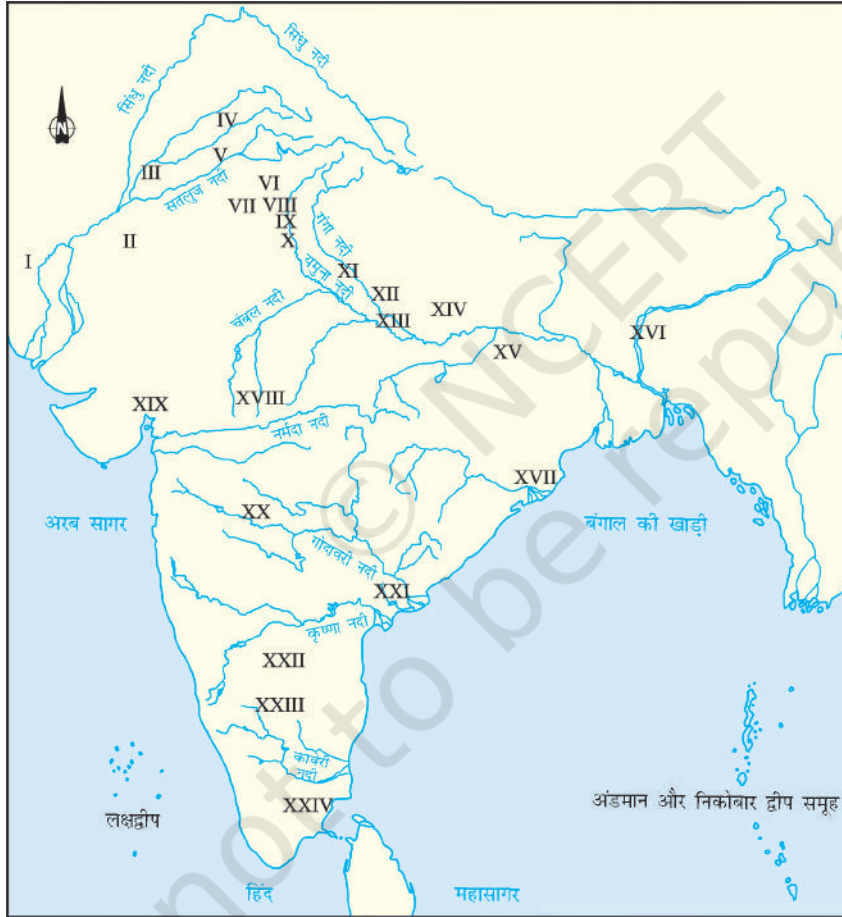 सिंधु नदी
सिंधु नदी
N
IV
V
III
सतलुज नदी
VI
VII VIII
IX
II
X
I
गंगा नदी
XI
यमुना नदी
XII
चंबल नदी
XIV
XIII
XVI
XV
XVIII
XIX
नर्मदा नदी
XVII
XX
अरब सागर
बंगाल की खाड़ी
गोदावरी नदी
XXI
कृष्णा नदी
XXII
XXIII
कावेरी
नदी
XXIV
अंडमान और निकोबार द्वीप समूह
लक्षद्वीप
हिंद
महासागर
© NCERT
not to be republ